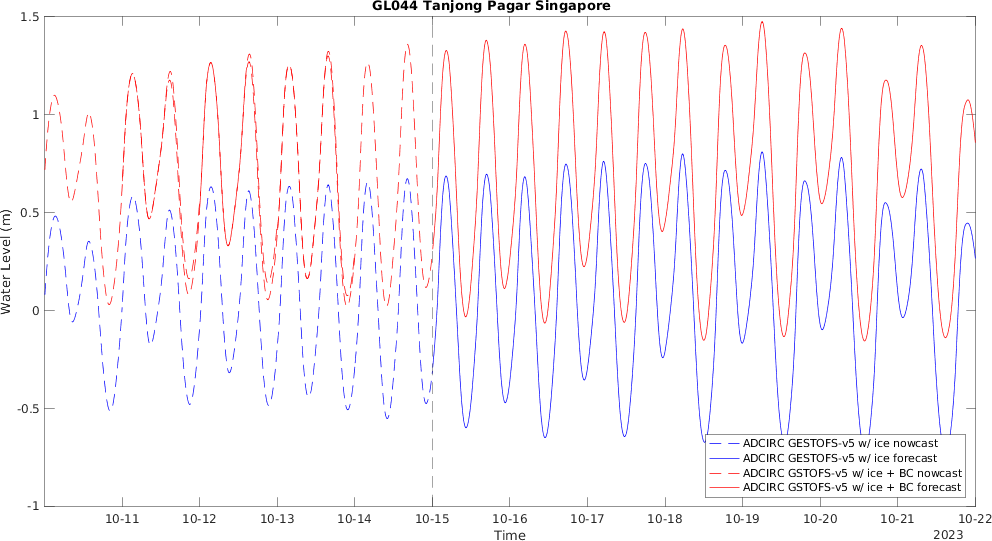 GL044 Tanjong Pagar Singapore
1.5
1
0.5
0
-0.5
-1
Water Level (m)
ADCIRC GESTOFS-v5 w/ ice nowcast
ADCIRC GESTOFS-v5 w/ ice forecast
ADCIRC GSTOFS-v5 w/ ice + BC nowcast
ADCIRC GSTOFS-v5 w/ ice + BC forecast
10-11 10-12 10-13 10-14 10-15 10-16 10-17 10-18 10-19 10-20 10-21 10-22
Time
2023